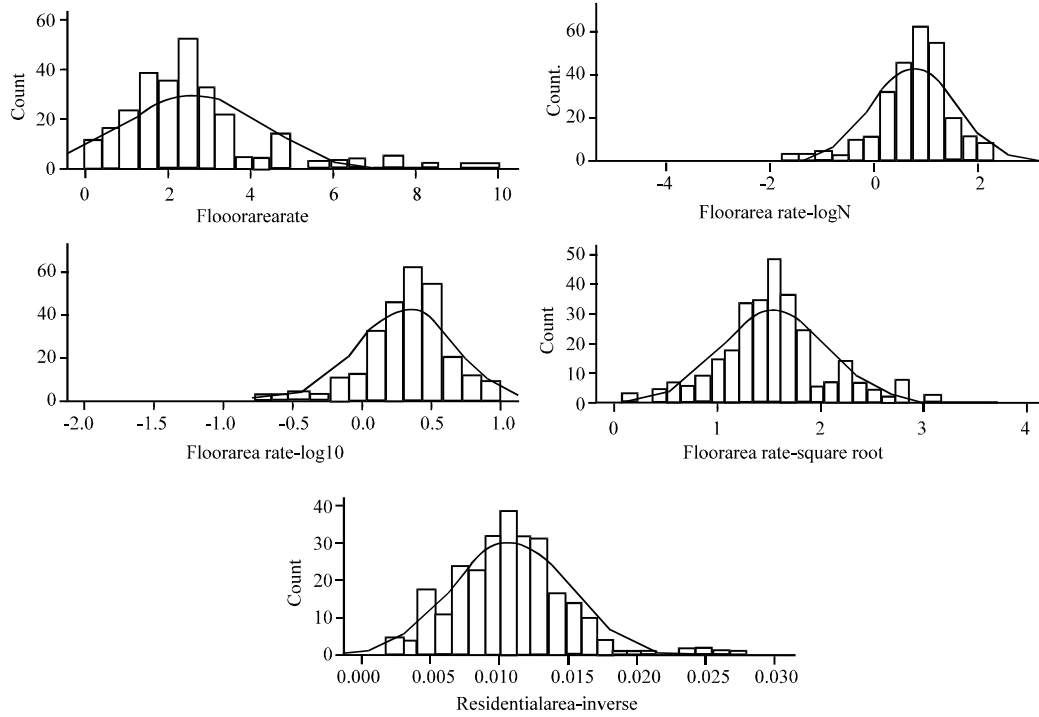 60
40
20
0
Count
0 2 4 6 8 10
Flooorarearate
60
40
20
0
Count.
-4 -2 0 2
Floorarea rate-logN
60
40
20
0
Count
-2.0 -1.5 -1.0 -0.5 0.0 0.5 1.0
Floorarea rate-log10
50
40
30
20
10
0
Count
0 1 2 3 4
Floorarea rate-square root
40
30
20
10
0
Count
0.000 0.005 0.010 0.015 0.020 0.025 0.030
Residentialarea-inverse